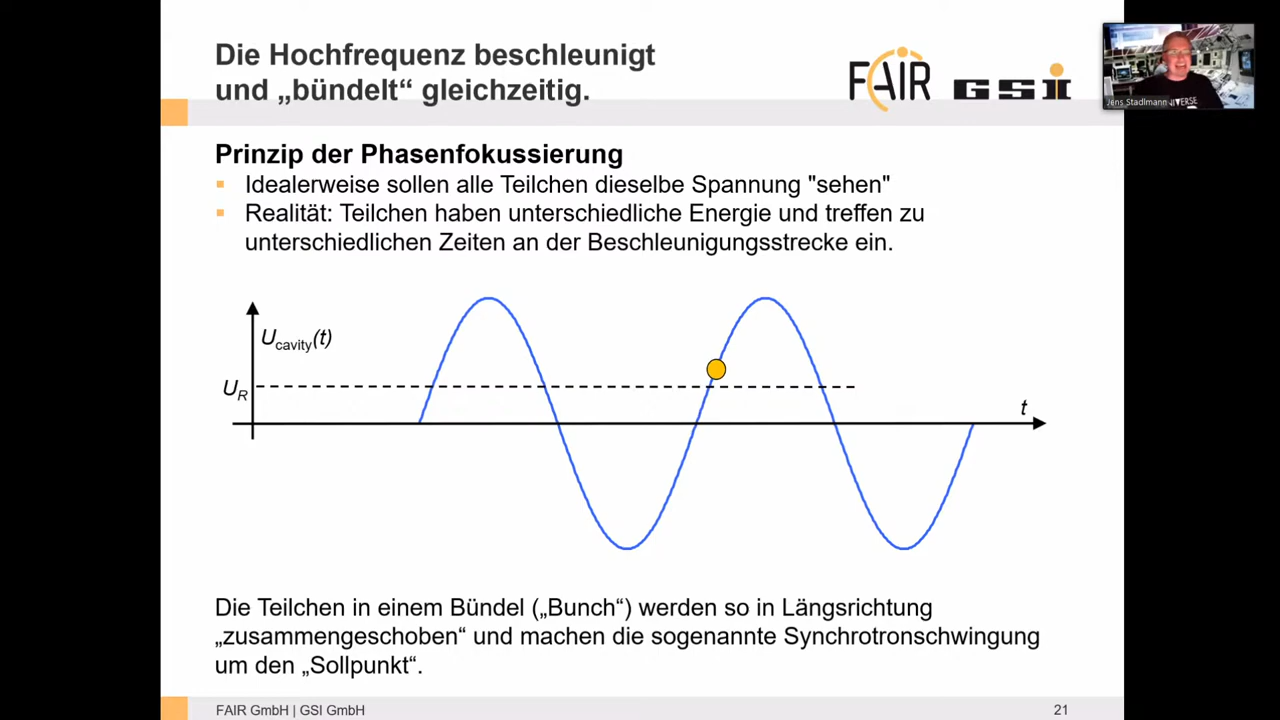 Die Hochfrequenz beschleunigt
und „bündelt“ gleichzeitig.
FAIR GSI
Jens Stadlmann
Prinzip der Phasenfokussierung
Idealerweise sollen alle Teilchen dieselbe Spannung "sehen"
Realität: Teilchen haben unterschiedliche Energie und treffen zu
unterschiedlichen Zeiten an der Beschleunigungsstrecke ein.
Ucavity(t)
UR
t
Die Teilchen in einem Bündel („Bunch“) werden so in Längsrichtung
„zusammengeschoben“ und machen die sogenannte Synchrotronschwingung
um den „Sollpunkt“.
FAIR GmbH | GSI GmbH
21